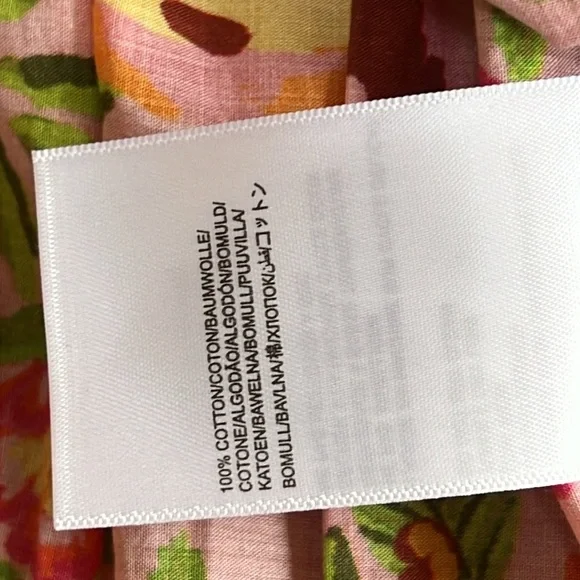 100% COTTON/COTON/BAUMWOLLE/
COTONE/ALGODÃO/ALGODÓN/BOMULD/
KATOEN/BAWEŁNA/BOMULL/PUUVILLA/
BOMULL/BAVLNA/棉/ХЛОПОК/قطن/コットン